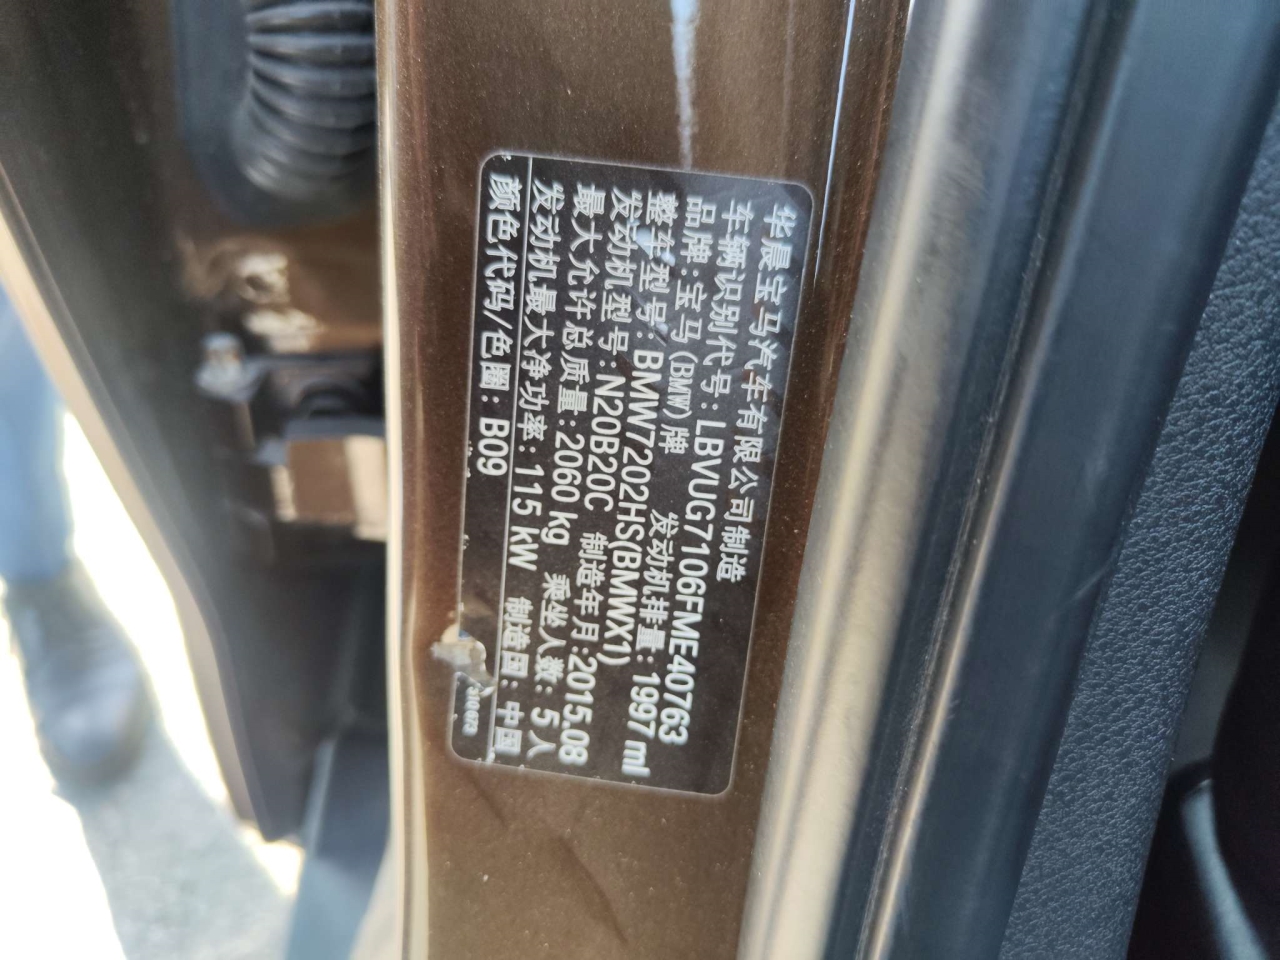 华晨宝马汽车有限公司制造
车辆识别代号:LBVUG7106FME40763
品牌:宝马(BMW)牌 发动机排量:1997 ml
整车型号:BMW7202HS(BMWX1)
发动机型号:N20B20C 制造年月:2015.08
最大允许总质量:2060 kg 乘坐人数:5人
发动机最大净功率:115 kW 制造国:中国
颜色代码/色圈:B09